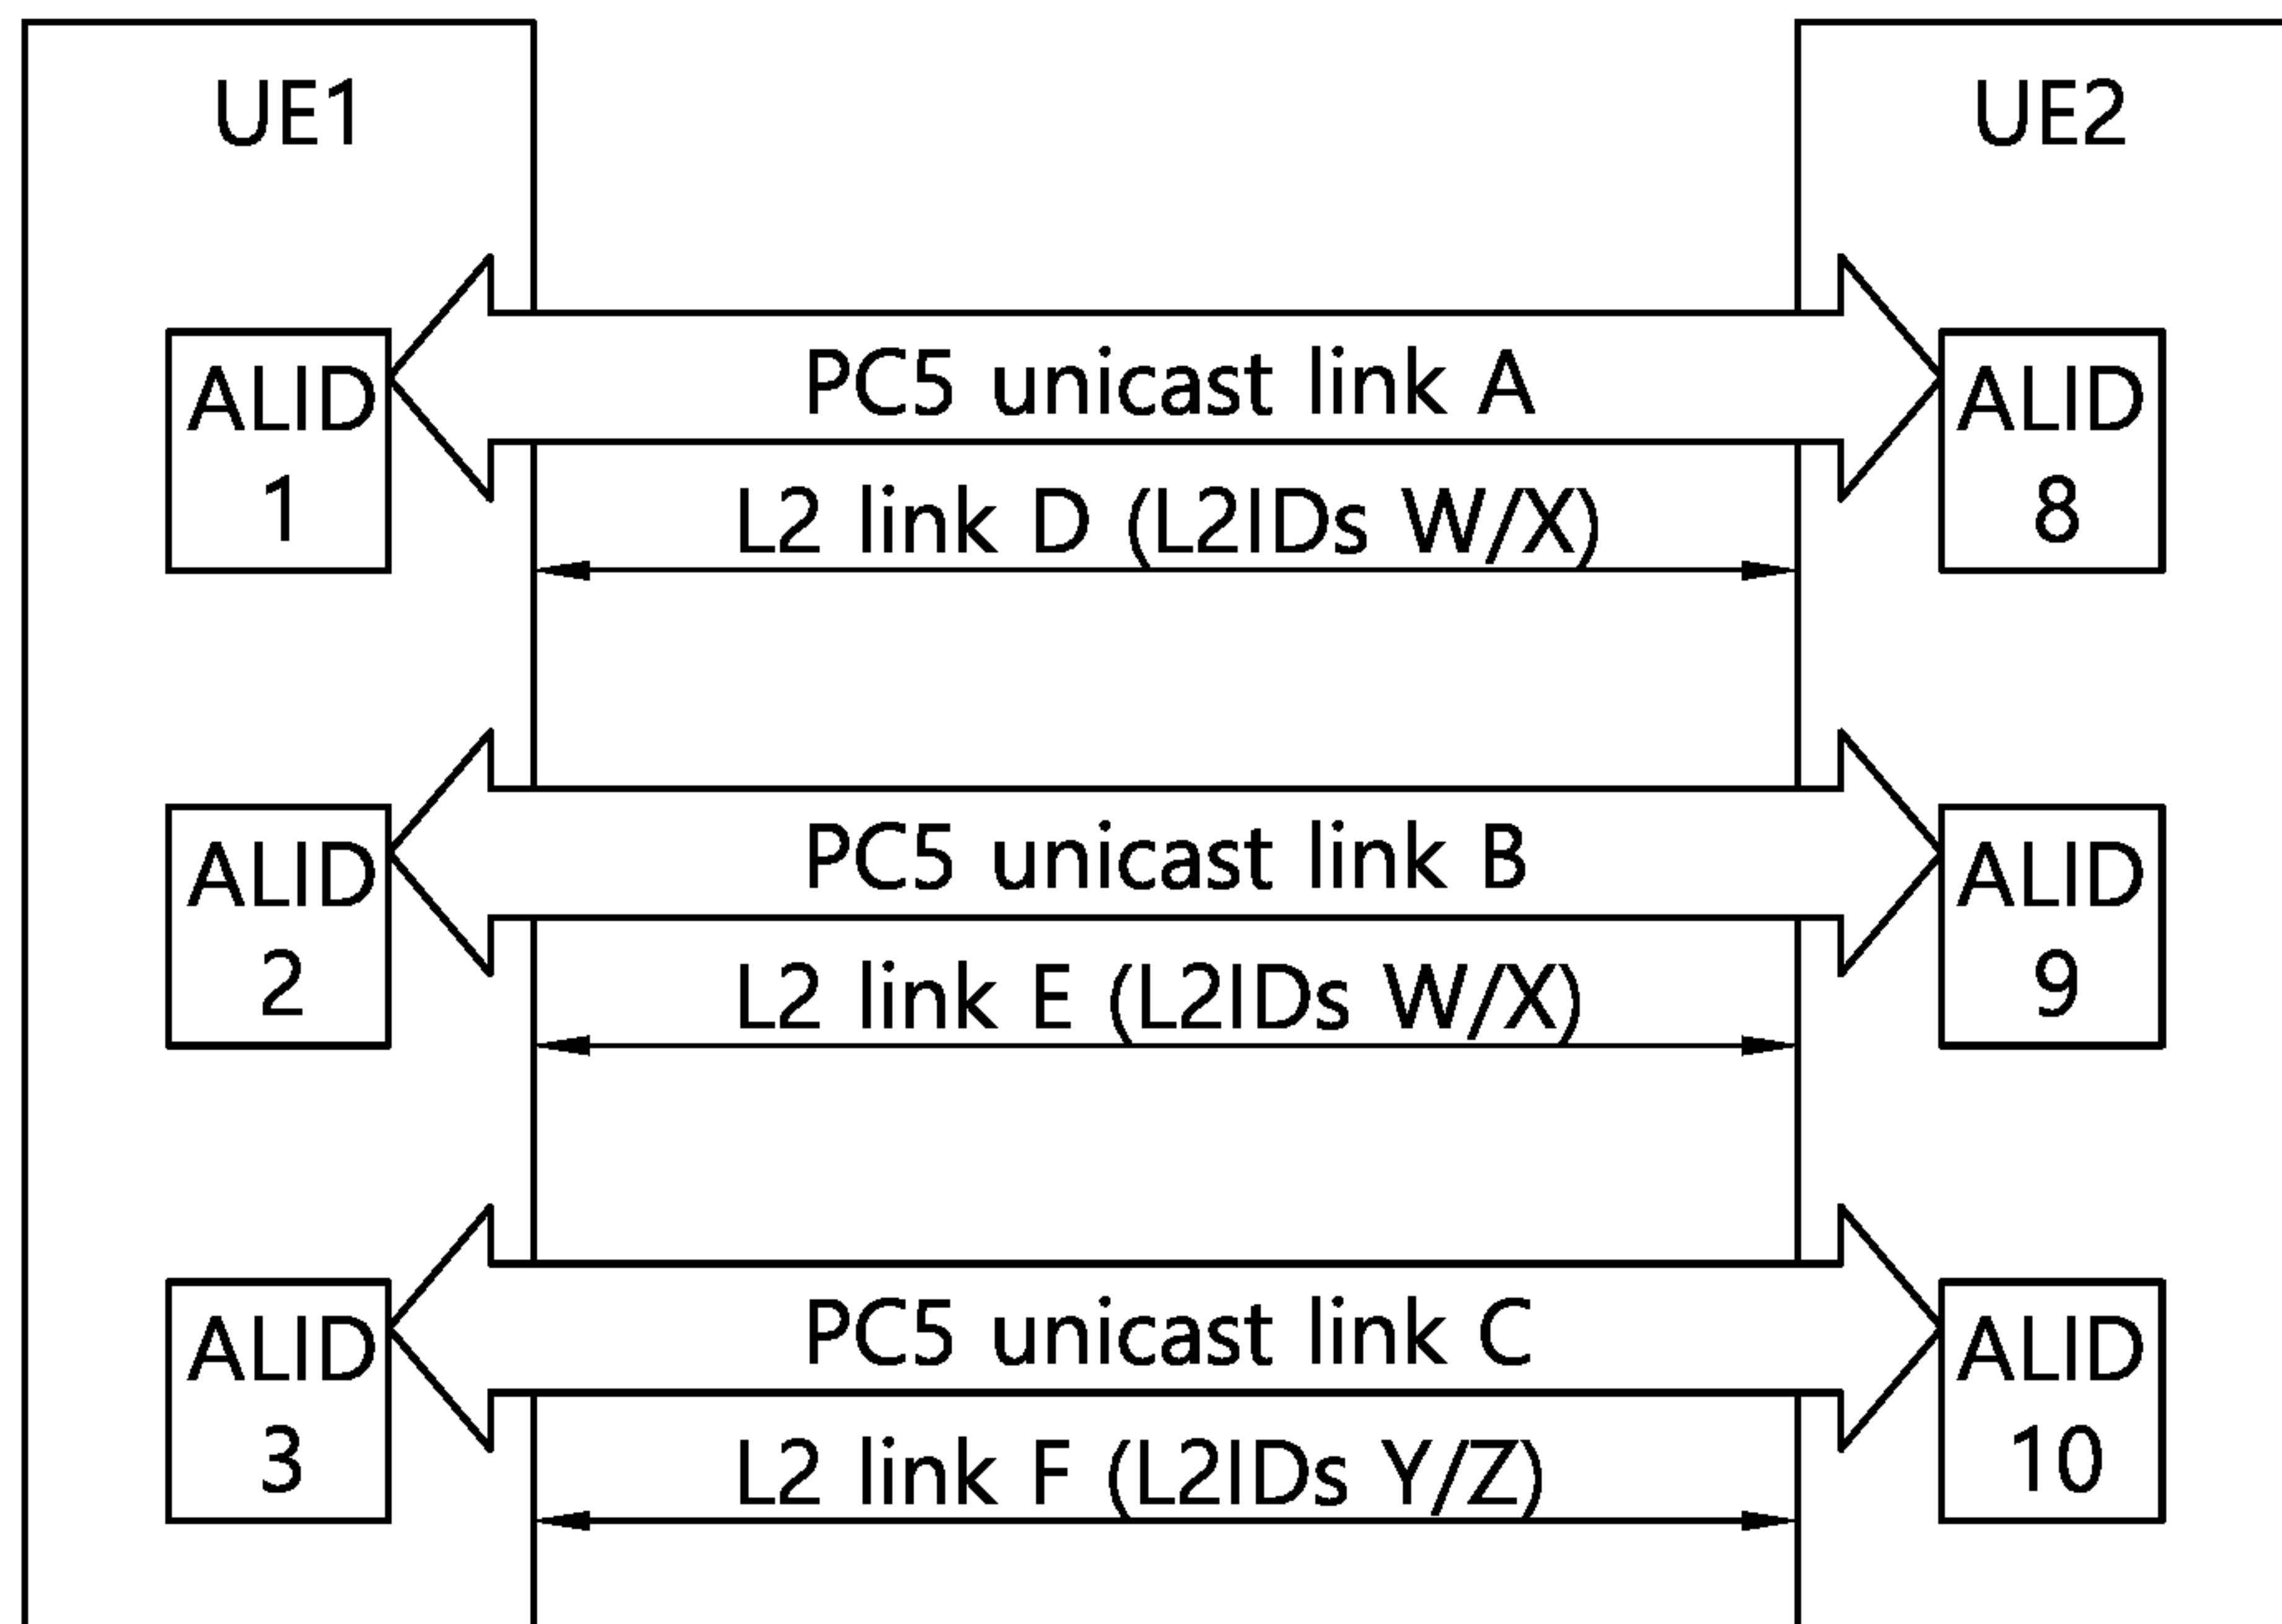 UE1
UE2
PC5 unicast link A
ALID
1
ALID
8
L2 link D (L2IDs W/X)
PC5 unicast link B
ALID
2
ALID
9
L2 link E (L2IDs W/X)
PC5 unicast link C
ALID
3
ALID
10
L2 link F (L2IDs Y/Z)